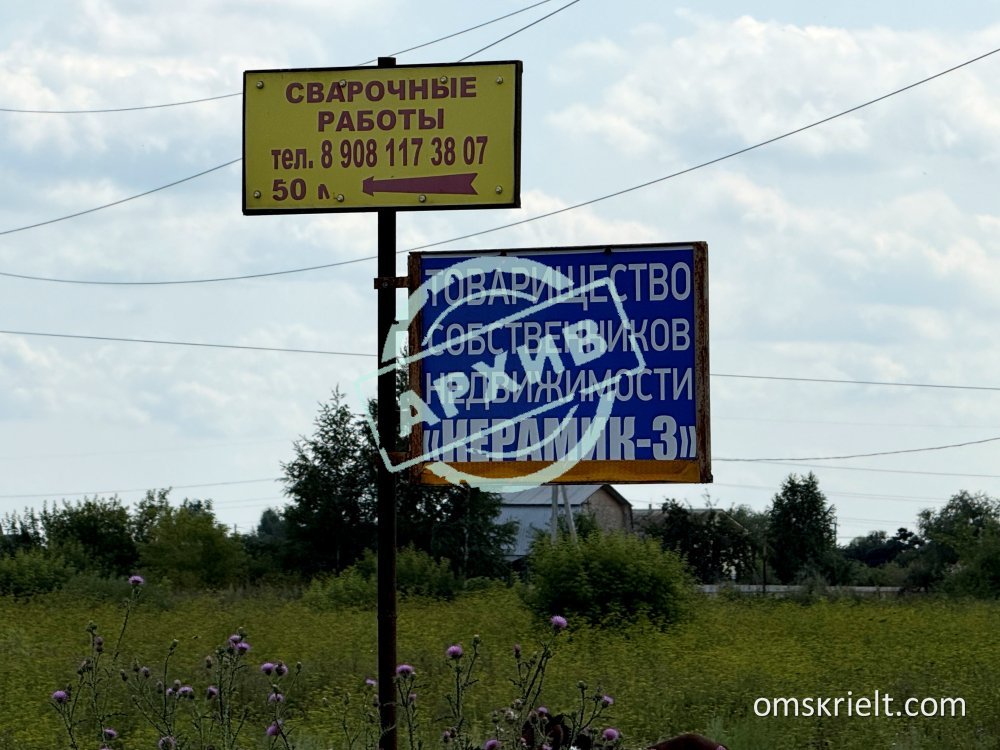 СВАРОЧНЫЕ
РАБОТЫ
тел. 8 908 117 38 07
50 м
ТОВАРИЩЕСТВО
СОБСТВЕННИКОВ
НЕДВИЖИМОСТИ
«КЕРАМИК-3»
АРХИВ
omskrielt.com